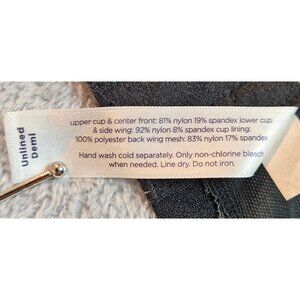 Unlined
Demi
upper cup & center front: 81% nylon 19% spandex lower cup
& side wing: 92% nylon 8% spandex cup lining:
100% polyester back wing mesh: 83% nylon 17% spandex
Hand wash cold separately. Only non-chlorine bleach
when needed. Line dry. Do not iron.